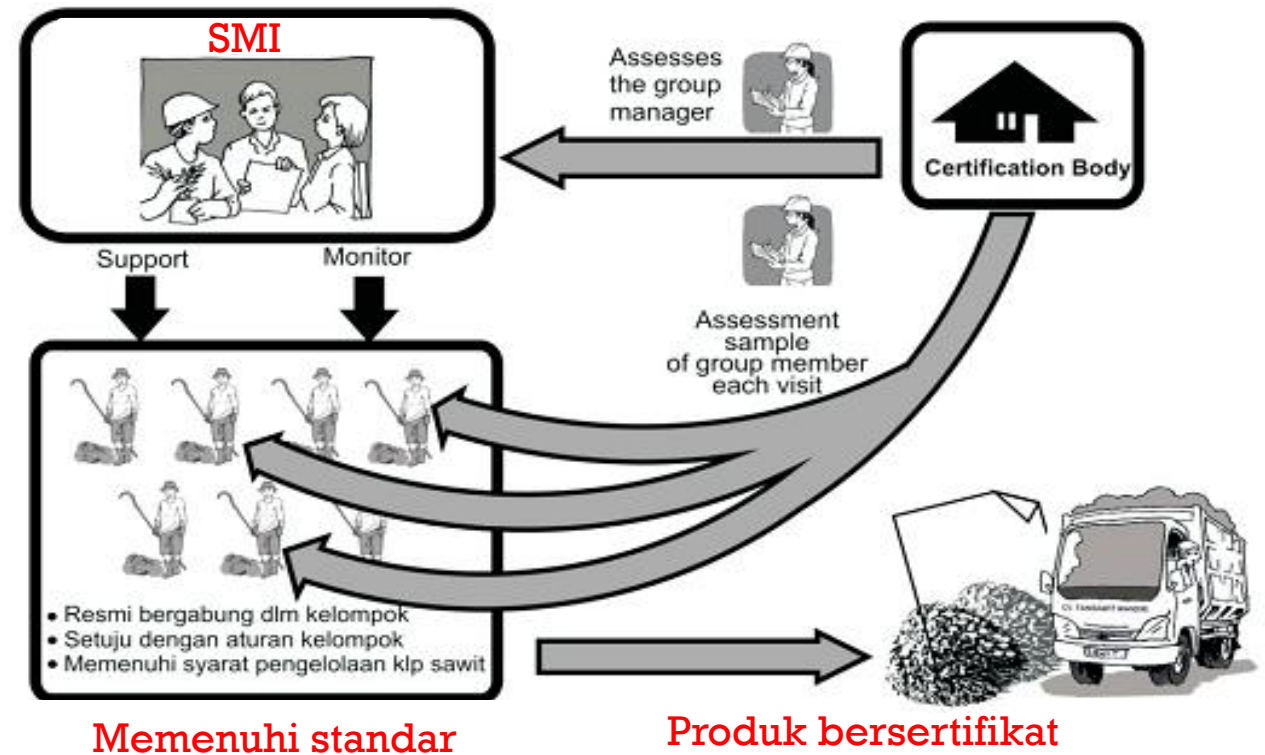 SMI
Assesses
the group
manager
Certification Body
Support
Monitor
Assessment
sample
of group member
each visit
• Resmi bergabung dlm kelompok
• Setuju dengan aturan kelompok
• Memenuhi syarat pengelolaan klp sawit
Memenuhi standar
Produk bersertifikat